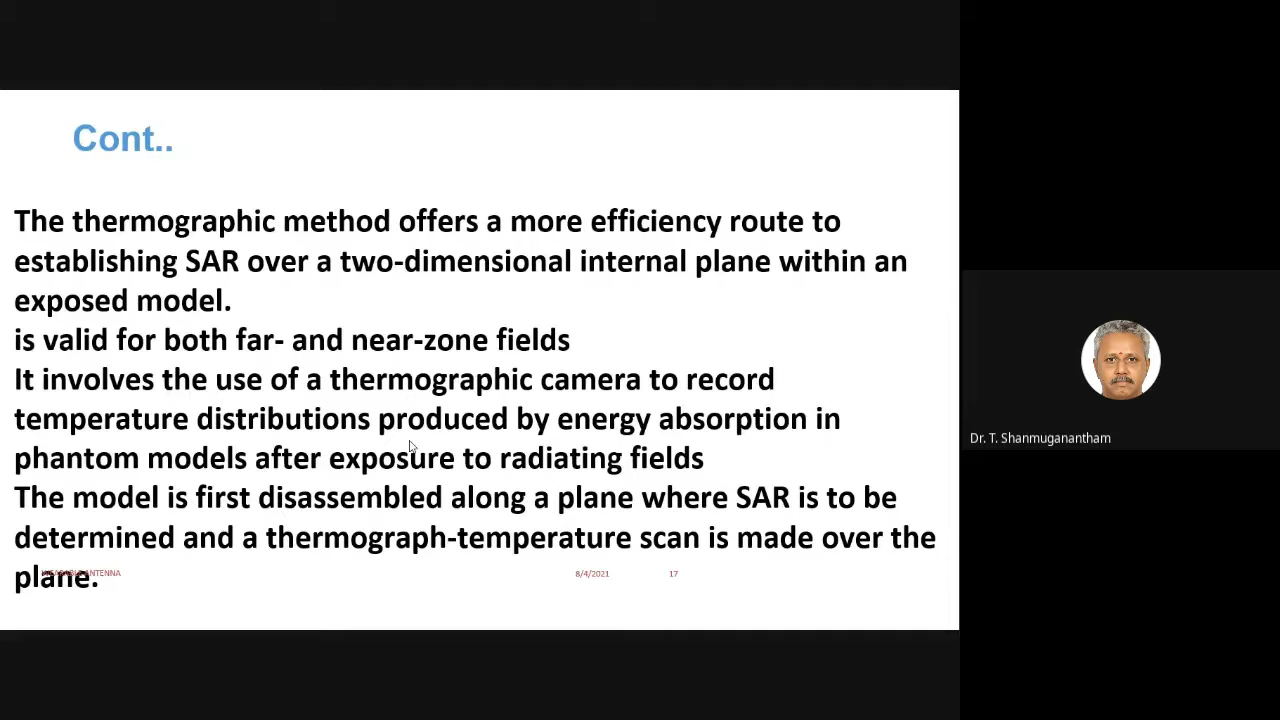 Cont..
The thermographic method offers a more efficiency route to
establishing SAR over a two-dimensional internal plane within an
exposed model.
is valid for both far- and near-zone fields
It involves the use of a thermographic camera to record
temperature distributions produced by energy absorption in
phantom models after exposure to radiating fields
The model is first disassembled along a plane where SAR is to be
determined and a thermograph-temperature scan is made over the
plane.
ANTENNA
8/4/2021
17
Dr. T. Shanmuganantham